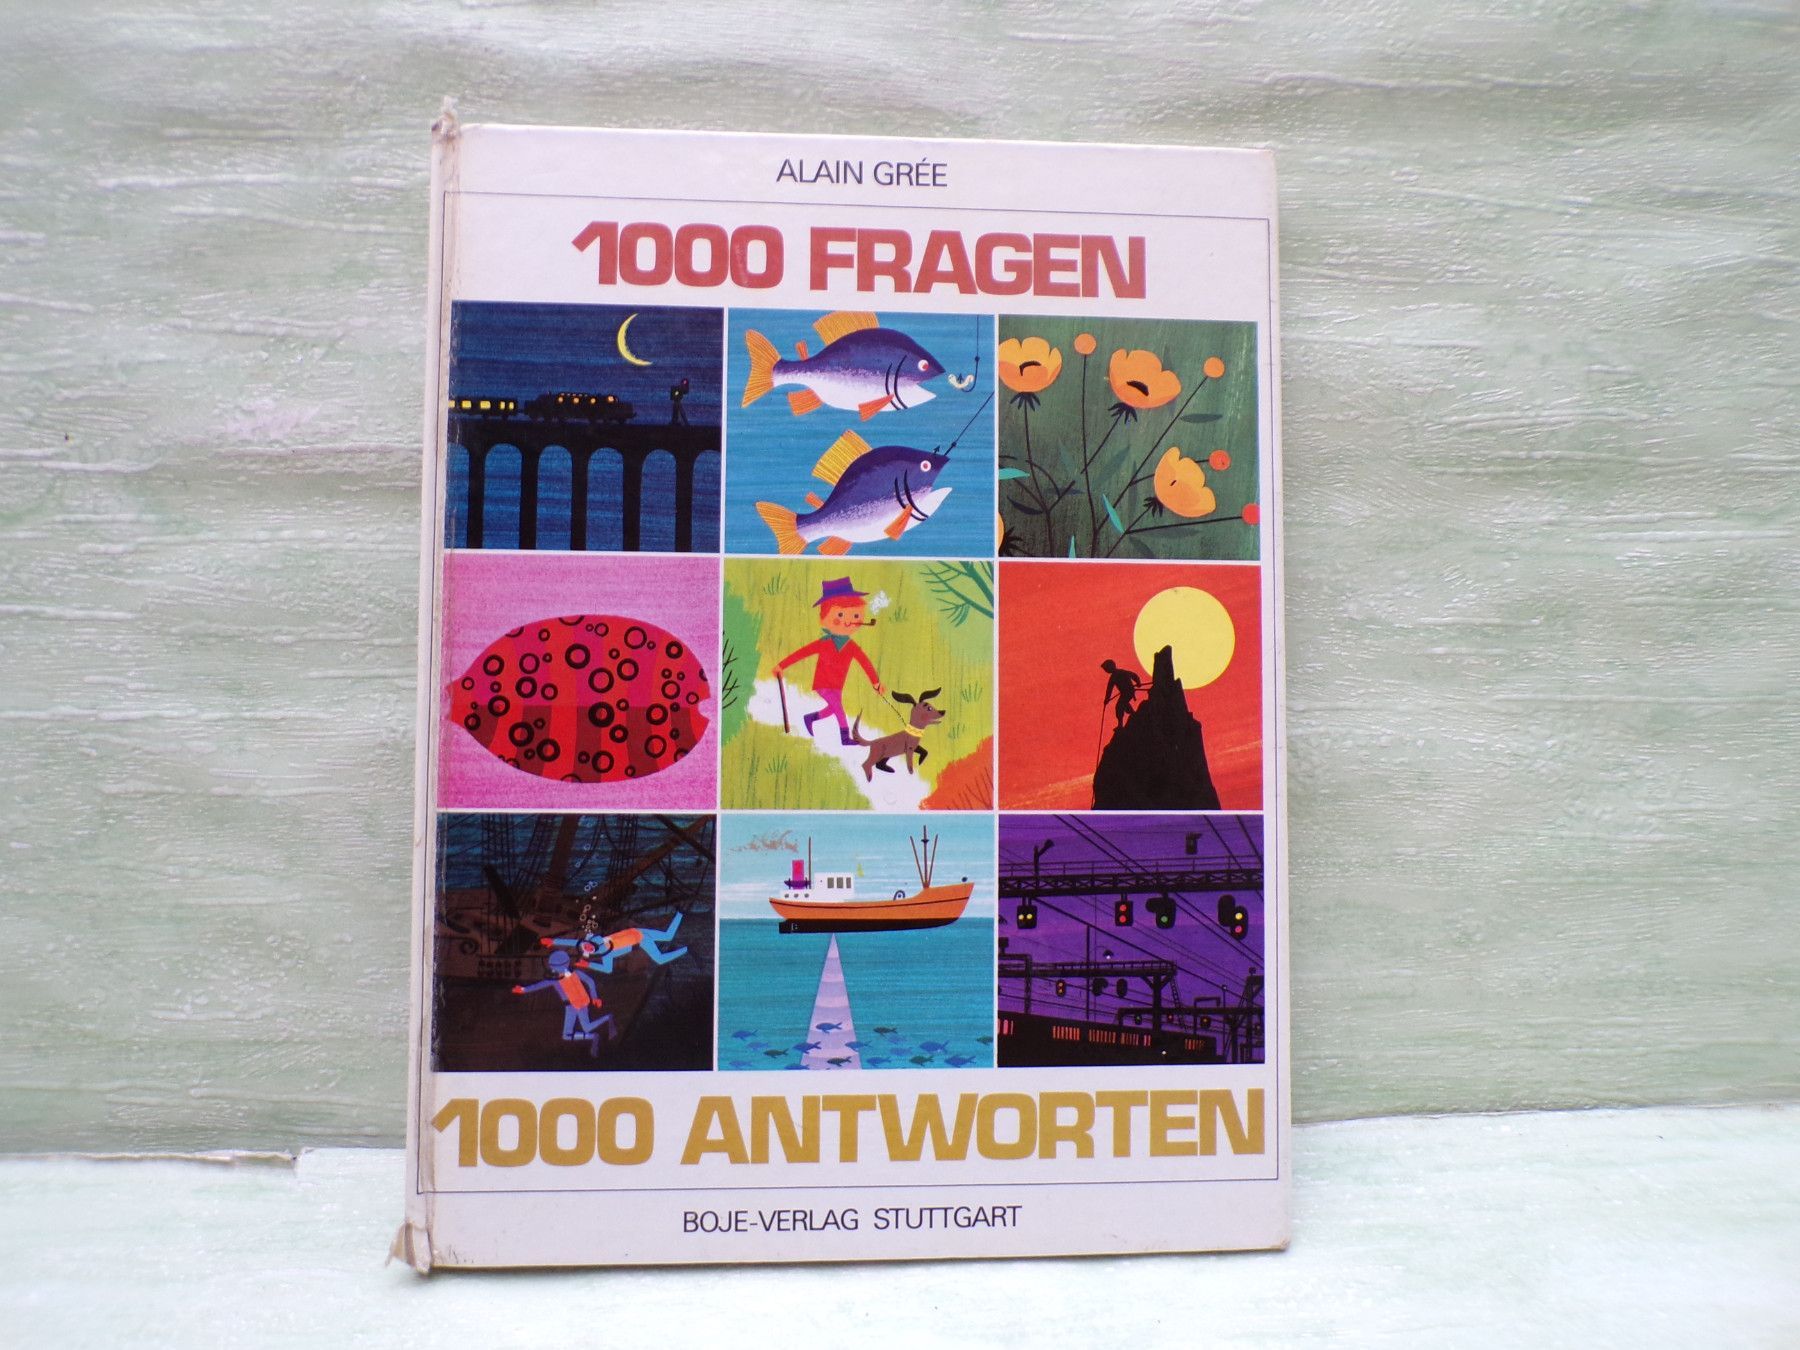 ALAIN GRÉE
1000 FRAGEN
1000 ANTWORTEN
BOJE-VERLAG STUTTGART